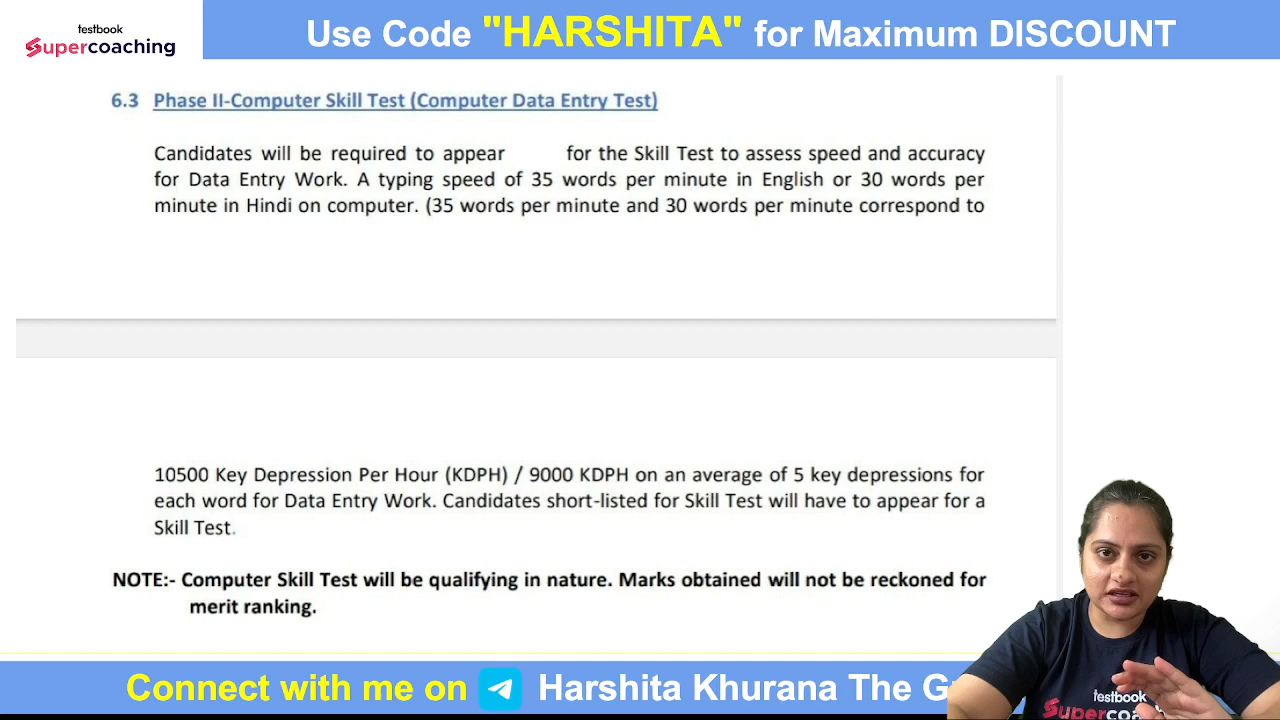 testbook
Supercoaching
Use Code "HARSHITA" for Maximum DISCOUNT
6.3 Phase II-Computer Skill Test (Computer Data Entry Test)
Candidates will be required to appear for the Skill Test to assess speed and accuracy
for Data Entry Work. A typing speed of 35 words per minute in English or 30 words per
minute in Hindi on computer. (35 words per minute and 30 words per minute correspond to
10500 Key Depression Per Hour (KDPH) / 9000 KDPH on an average of 5 key depressions for
each word for Data Entry Work. Candidates short-listed for Skill Test will have to appear for a
Skill Test.
NOTE:- Computer Skill Test will be qualifying in nature. Marks obtained will not be reckoned for
merit ranking.
Connect with me on Harshita Khurana The
testbook